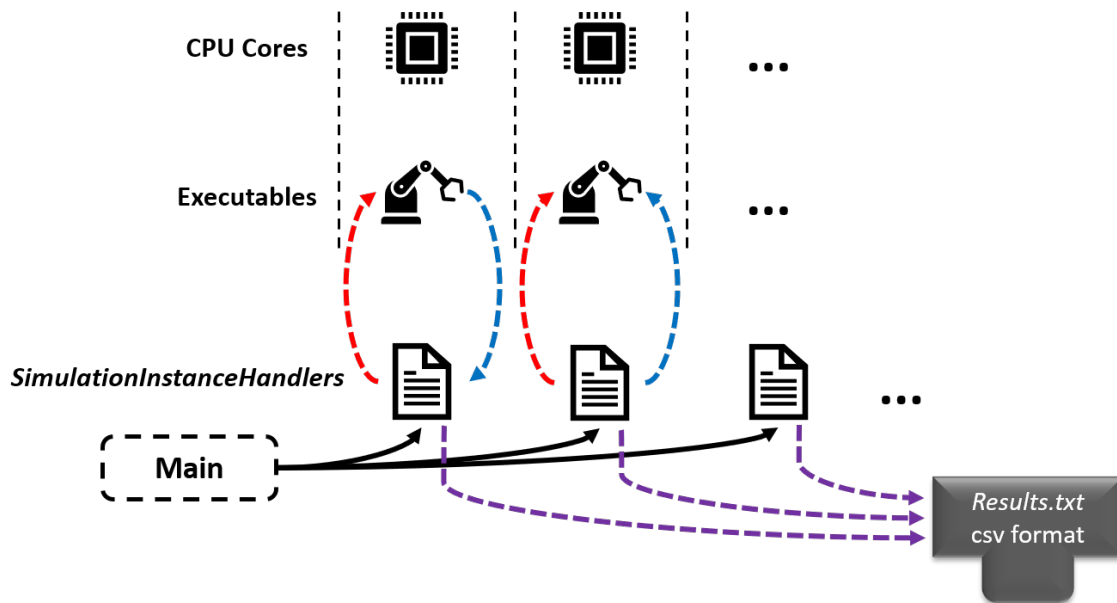 CPU Cores
...
Executables
...
SimulationInstanceHandlers
...
Main
Results.txt
csv format